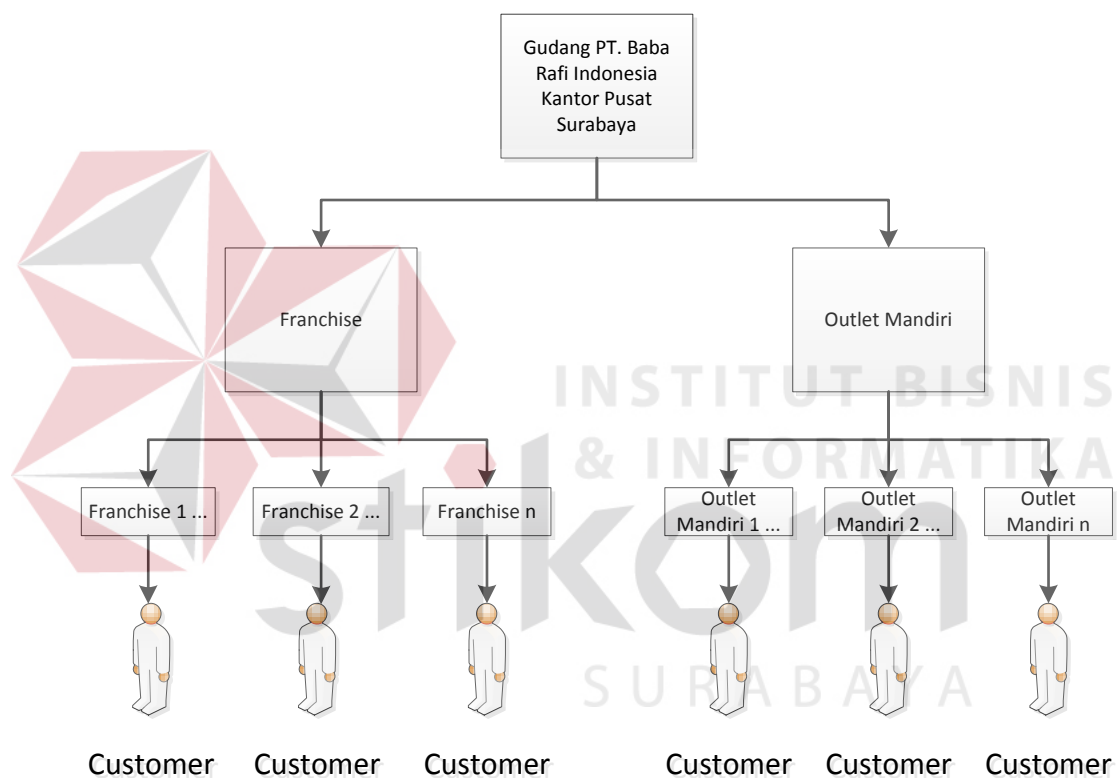 Gudang PT. Baba
Rafi Indonesia
Kantor Pusat
Surabaya
Franchise
Outlet Mandiri
INSTITUT BISNIS
& INFORMATIKA
Franchise 1 ...
Franchise 2 ...
Franchise n
Outlet
Mandiri 1 ...
Outlet
Mandiri 2 ...
Outlet
Mandiri n
stikom
SURABAYA
Customer
Customer
Customer
Customer
Customer
Customer